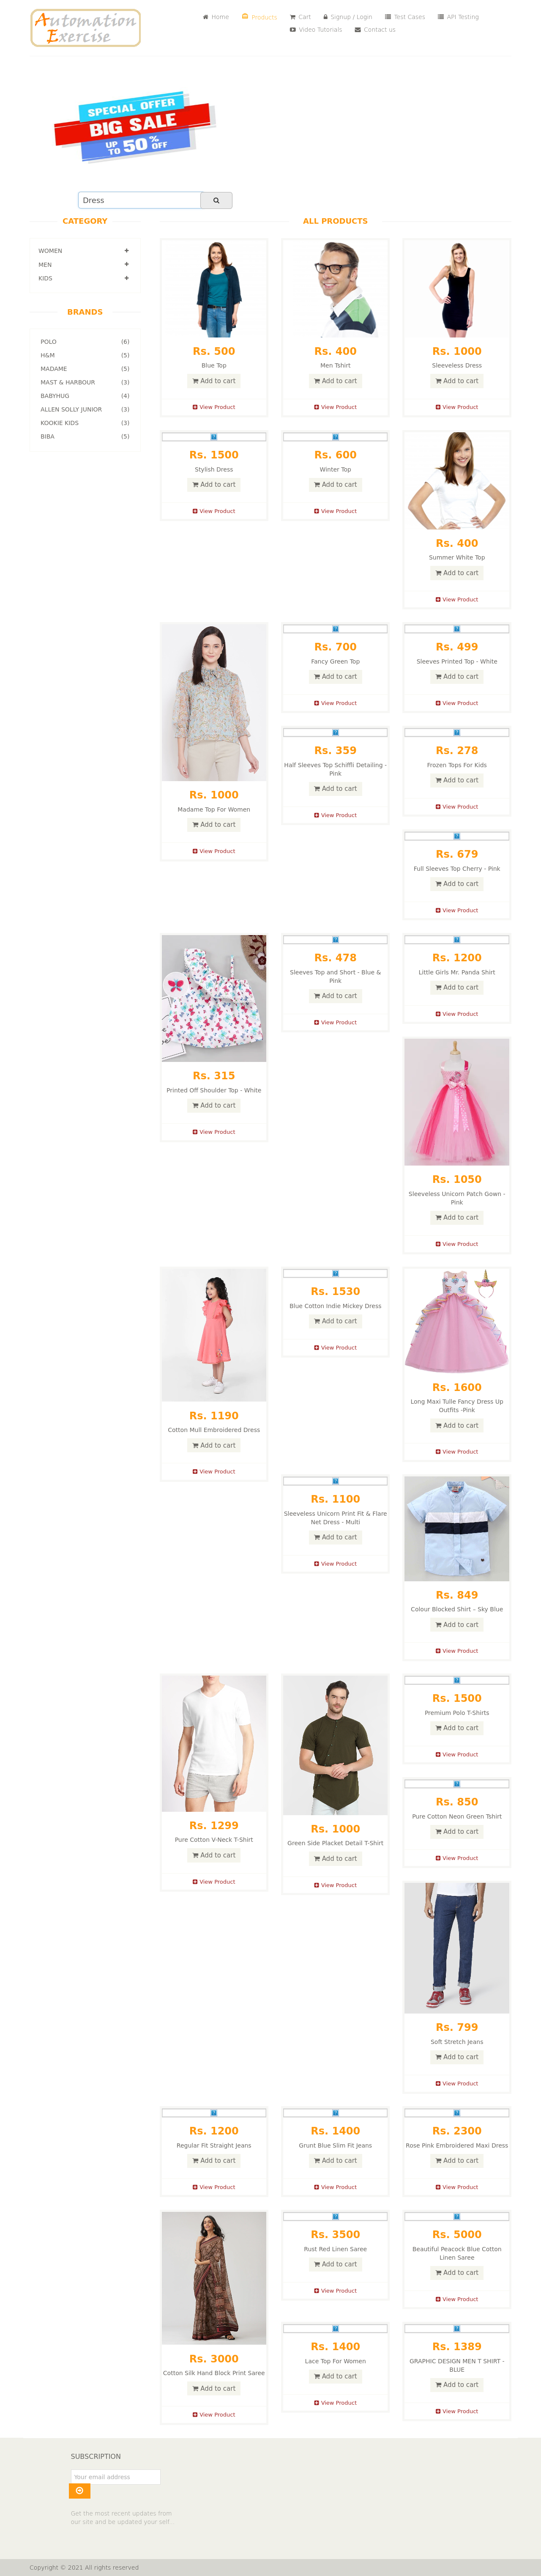 Automation
Exercise
Home
Products
Cart
Signup / Login
Test Cases
API Testing
Video Tutorials
Contact us
SPECIAL OFFER
BIG SALE
UP TO 50% OFF
Dress
CATEGORY
WOMEN
MEN
KIDS
BRANDS
POLO (6)
H&M (5)
MADAME (5)
MAST & HARBOUR (3)
BABYHUG (4)
ALLEN SOLLY JUNIOR (3)
KOOKIE KIDS (3)
BIBA (5)
ALL PRODUCTS
Rs. 500
Blue Top
Add to cart
View Product
Rs. 400
Men Tshirt
Add to cart
View Product
Rs. 1000
Sleeveless Dress
Add to cart
View Product
Rs. 1500
Stylish Dress
Add to cart
View Product
Rs. 600
Winter Top
Add to cart
View Product
Rs. 400
Summer White Top
Add to cart
View Product
Rs. 1000
Madame Top For Women
Add to cart
View Product
Rs. 700
Fancy Green Top
Add to cart
View Product
Rs. 499
Sleeves Printed Top - White
Add to cart
View Product
Rs. 359
Half Sleeves Top Schiffli Detailing -
Pink
Add to cart
View Product
Rs. 278
Frozen Tops For Kids
Add to cart
View Product
Rs. 679
Full Sleeves Top Cherry - Pink
Add to cart
View Product
Rs. 315
Printed Off Shoulder Top - White
Add to cart
View Product
Rs. 478
Sleeves Top and Short - Blue &
Pink
Add to cart
View Product
Rs. 1200
Little Girls Mr. Panda Shirt
Add to cart
View Product
Rs. 1050
Sleeveless Unicorn Patch Gown -
Pink
Add to cart
View Product
Rs. 1190
Cotton Mull Embroidered Dress
Add to cart
View Product
Rs. 1530
Blue Cotton Indie Mickey Dress
Add to cart
View Product
Rs. 1600
Long Maxi Tulle Fancy Dress Up
Outfits -Pink
Add to cart
View Product
Rs. 1100
Sleeveless Unicorn Print Fit & Flare
Net Dress - Multi
Add to cart
View Product
Rs. 849
Colour Blocked Shirt – Sky Blue
Add to cart
View Product
Rs. 1299
Pure Cotton V-Neck T-Shirt
Add to cart
View Product
Rs. 1000
Green Side Placket Detail T-Shirt
Add to cart
View Product
Rs. 1500
Premium Polo T-Shirts
Add to cart
View Product
Rs. 850
Pure Cotton Neon Green Tshirt
Add to cart
View Product
Rs. 799
Soft Stretch Jeans
Add to cart
View Product
Rs. 1200
Regular Fit Straight Jeans
Add to cart
View Product
Rs. 1400
Grunt Blue Slim Fit Jeans
Add to cart
View Product
Rs. 2300
Rose Pink Embroidered Maxi Dress
Add to cart
View Product
Rs. 3000
Cotton Silk Hand Block Print Saree
Add to cart
View Product
Rs. 3500
Rust Red Linen Saree
Add to cart
View Product
Rs. 5000
Beautiful Peacock Blue Cotton
Linen Saree
Add to cart
View Product
Rs. 1400
Lace Top For Women
Add to cart
View Product
Rs. 1389
GRAPHIC DESIGN MEN T SHIRT -
BLUE
Add to cart
View Product
SUBSCRIPTION
Your email address
Get the most recent updates from
our site and be updated your self...
Copyright © 2021 All rights reserved